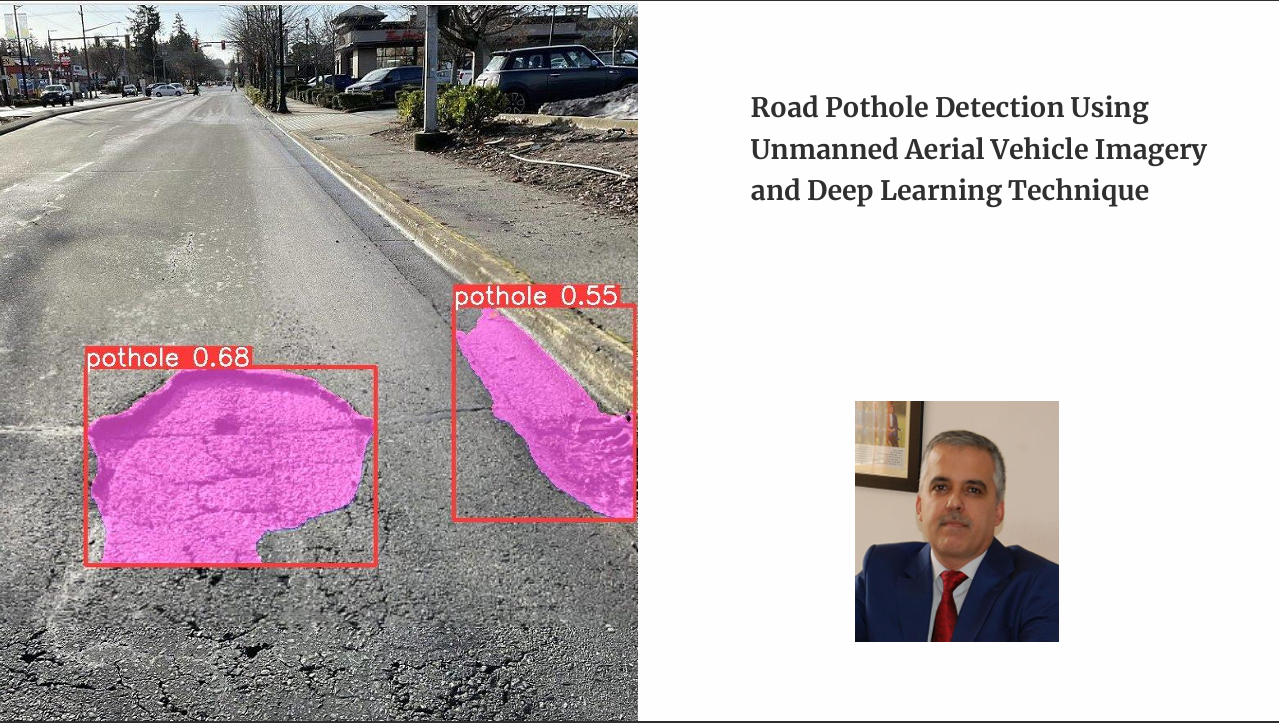 pothole 0.55
pothole 0.68
Road Pothole Detection Using
Unmanned Aerial Vehicle Imagery
and Deep Learning Technique